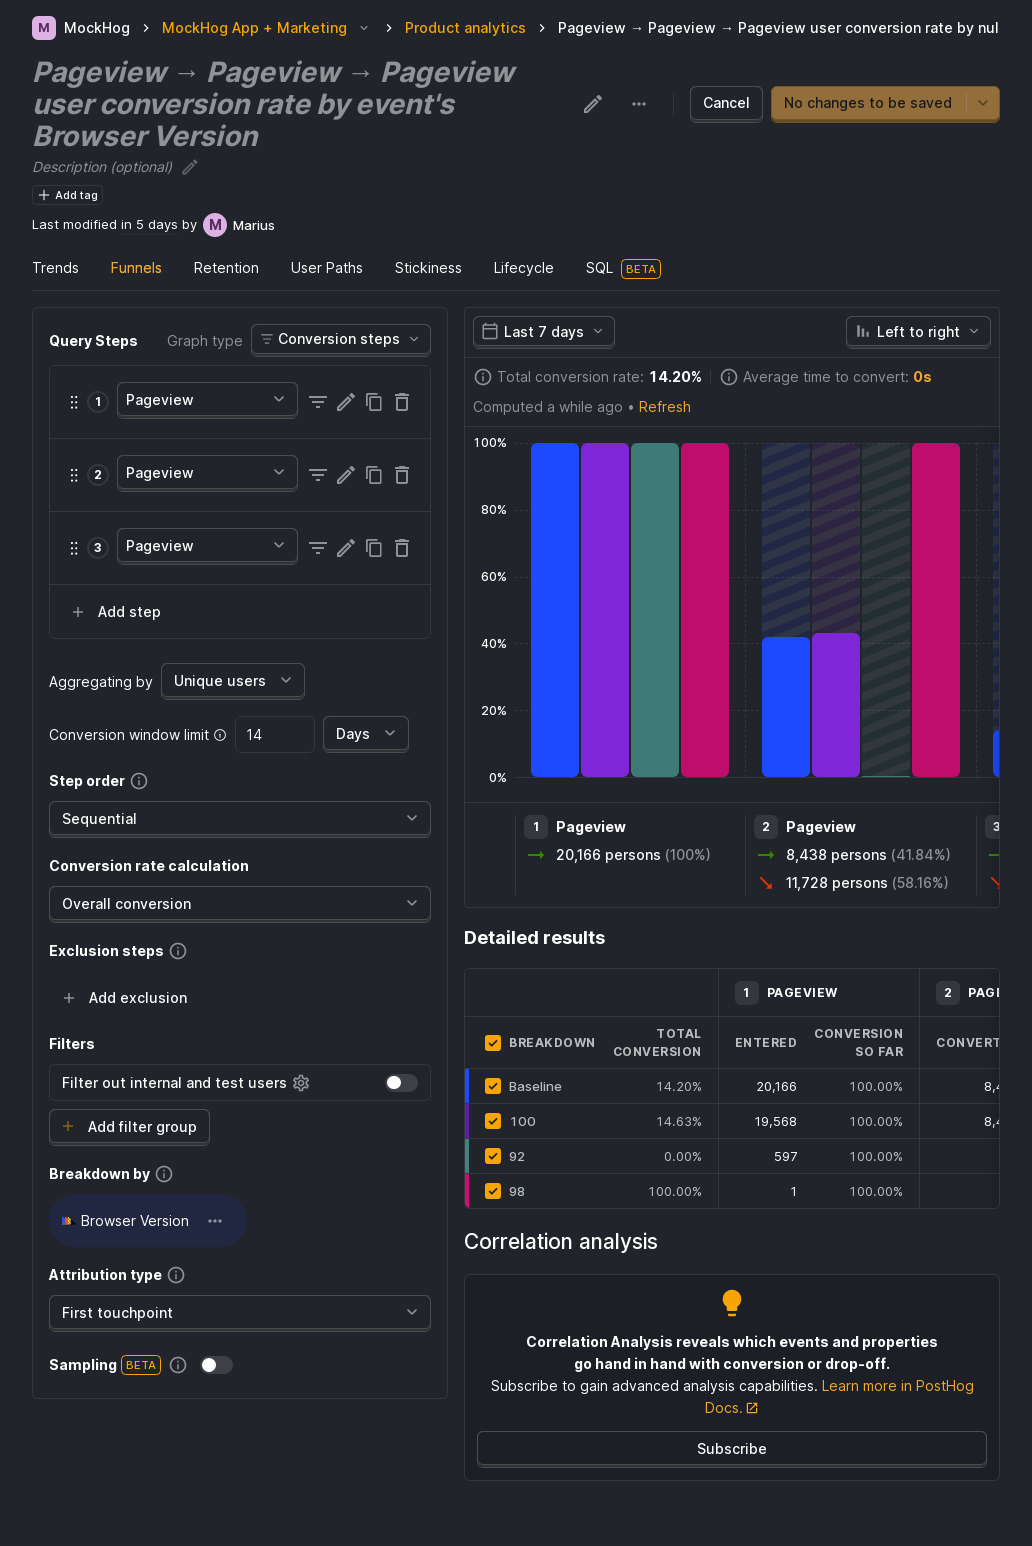 M MockHog > MockHog App + Marketing > Product analytics > Pageview → Pageview → Pageview user conversion rate by nul
Pageview → Pageview → Pageview
user conversion rate by event's
Browser Version
Cancel
No changes to be saved
Description (optional)
+ Add tag
Last modified in 5 days by M Marius
Trends Funnels Retention User Paths Stickiness Lifecycle SQL BETA
Query Steps Graph type Conversion steps
1 Pageview
2 Pageview
3 Pageview
+ Add step
Aggregating by Unique users
Conversion window limit 14 Days
Step order
Sequential
Conversion rate calculation
Overall conversion
Exclusion steps
+ Add exclusion
Filters
Filter out internal and test users
+ Add filter group
Breakdown by
Browser Version
Attribution type
First touchpoint
Sampling BETA
Last 7 days Left to right
Total conversion rate: 14.20% Average time to convert: 0s
Computed a while ago • Refresh
100%
80%
60%
40%
20%
0%
1 Pageview
20,166 persons (100%)
2 Pageview
8,438 persons (41.84%)
11,728 persons (58.16%)
3
Detailed results
1 PAGEVIEW 2 PAGE
BREAKDOWN TOTAL CONVERSION ENTERED CONVERSION SO FAR CONVERT
Baseline 14.20% 20,166 100.00% 8,4
100 14.63% 19,568 100.00% 8,4
92 0.00% 597 100.00%
98 100.00% 1 100.00%
Correlation analysis
Correlation Analysis reveals which events and properties
go hand in hand with conversion or drop-off.
Subscribe to gain advanced analysis capabilities. Learn more in PostHog
Docs.
Subscribe